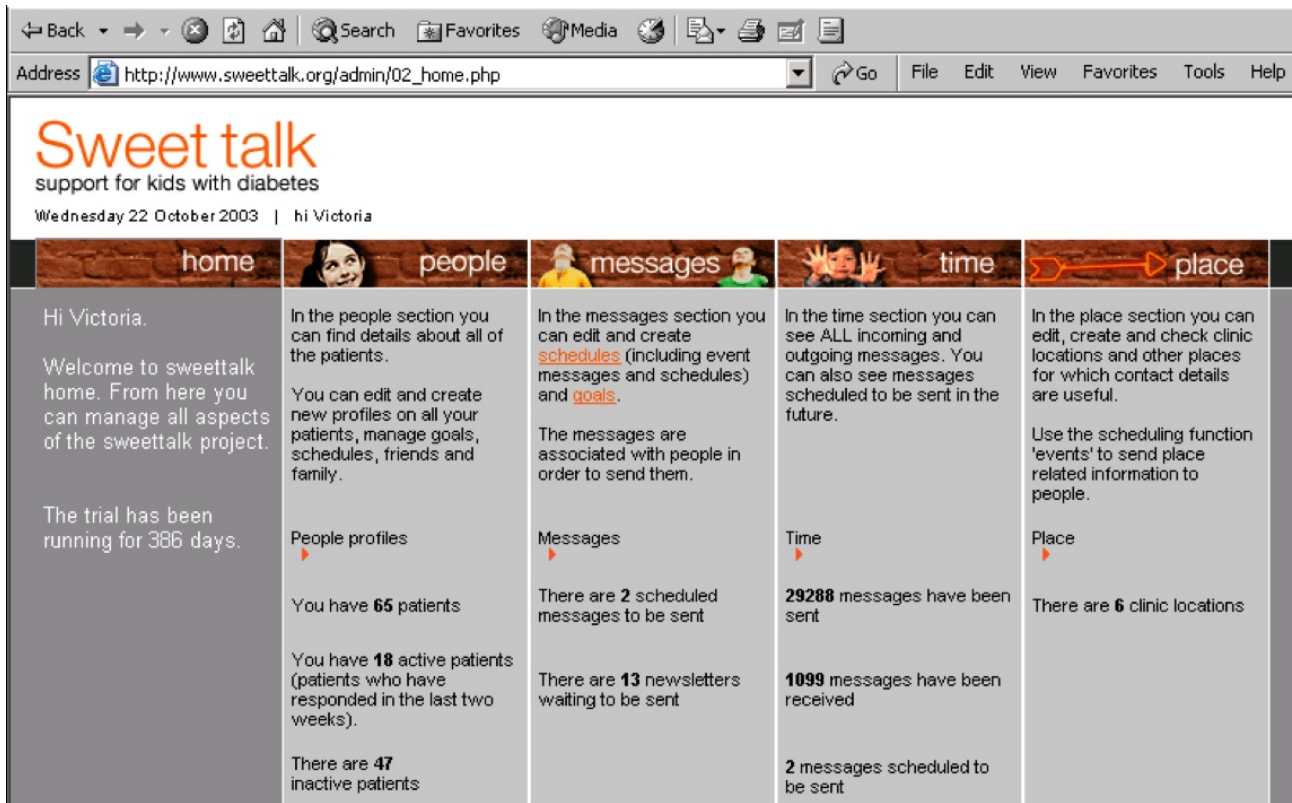 Back Search Favorites Media
Address http://www.sweettalk.org/admin/02_home.php Go File Edit View Favorites Tools Help
Sweet talk
support for kids with diabetes
Wednesday 22 October 2003 | hi Victoria
home people messages time place
Hi Victoria.
Welcome to sweettalk
home. From here you
can manage all aspects
of the sweettalk project.
The trial has been
running for 386 days.
In the people section you
can find details about all of
the patients.
You can edit and create
new profiles on all your
patients, manage goals,
schedules, friends and
family.
People profiles
You have 65 patients
You have 18 active patients
(patients who have
responded in the last two
weeks).
There are 47
inactive patients
In the messages section you
can edit and create
schedules (including event
messages and schedules)
and goals.
The messages are
associated with people in
order to send them.
Messages
There are 2 scheduled
messages to be sent
There are 13 newsletters
waiting to be sent
In the time section you can
see ALL incoming and
outgoing messages. You
can also see messages
scheduled to be sent in the
future.
Time
29288 messages have been
sent
1099 messages have been
received
2 messages scheduled to
be sent
In the place section you can
edit, create and check clinic
locations and other places
for which contact details
are useful.
Use the scheduling function
'events' to send place
related information to
people.
Place
There are 6 clinic locations